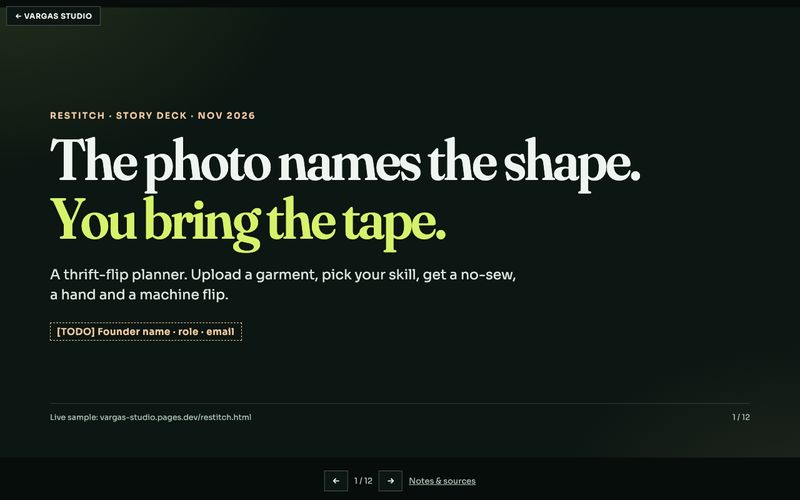 ← VARGAS STUDIO
RESTITCH · STORY DECK · NOV 2026
The photo names the shape.
You bring the tape.
A thrift-flip planner. Upload a garment, pick your skill, get a no-sew,
a hand and a machine flip.
[TODO] Founder name · role · email
Live sample: vargas-studio.pages.dev/restitch.html
1 / 12
← 1 / 12 → Notes & sources